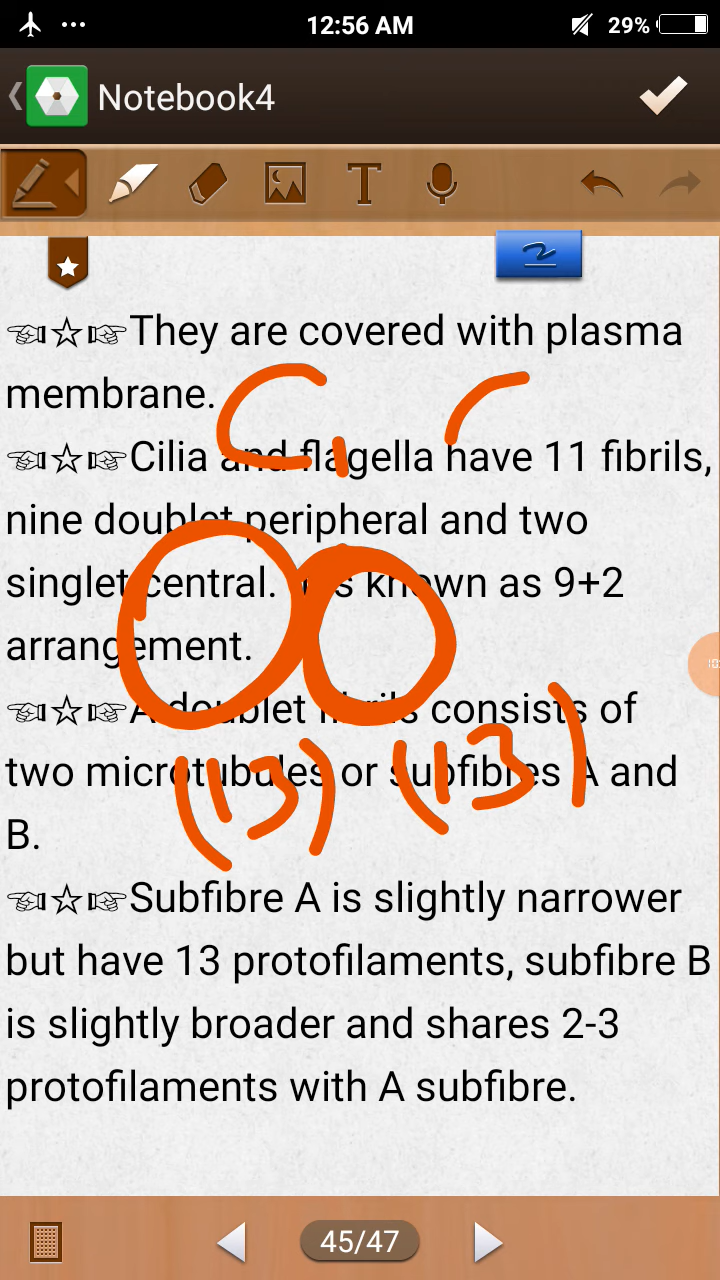 12:56 AM
29%
Notebook4
They are covered with plasma
membrane.
Cilia and flagella have 11 fibrils,
nine doublet peripheral and two
singlet central. known as 9+2
arrangement.
A doublet fibrils consists of
two microtubules or subfibres A and
B.
(13) (13)
Subfibre A is slightly narrower
but have 13 protofilaments, subfibre B
is slightly broader and shares 2-3
protofilaments with A subfibre.
45/47